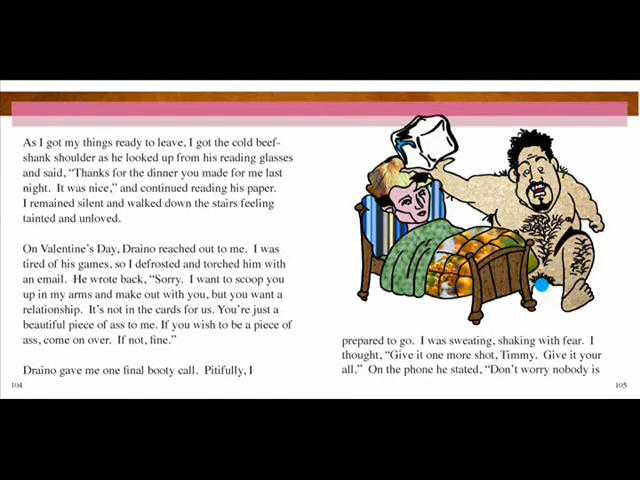 As I got my things ready to leave, I got the cold beef-
shank shoulder as he looked up from his reading glasses
and said, “Thanks for the dinner you made for me last
night.  It was nice,” and continued reading his paper.
I remained silent and walked down the stairs feeling
tainted and unloved.
On Valentine’s Day, Draino reached out to me.  I was
tired of his games, so I defrosted and torched him with
an email.  He wrote back, “Sorry.  I want to scoop you
up in my arms and make out with you, but you want a
relationship.  It’s not in the cards for us.  You’re just a
beautiful piece of ass to me. If you wish to be a piece of
ass, come on over.  If not, fine.”
Draino gave me one final booty call.  Pitifully, I
104
prepared to go.  I was sweating, shaking with fear.  I
thought, “Give it one more shot, Timmy.  Give it your
all.”  On the phone he stated, “Don’t worry nobody is
105